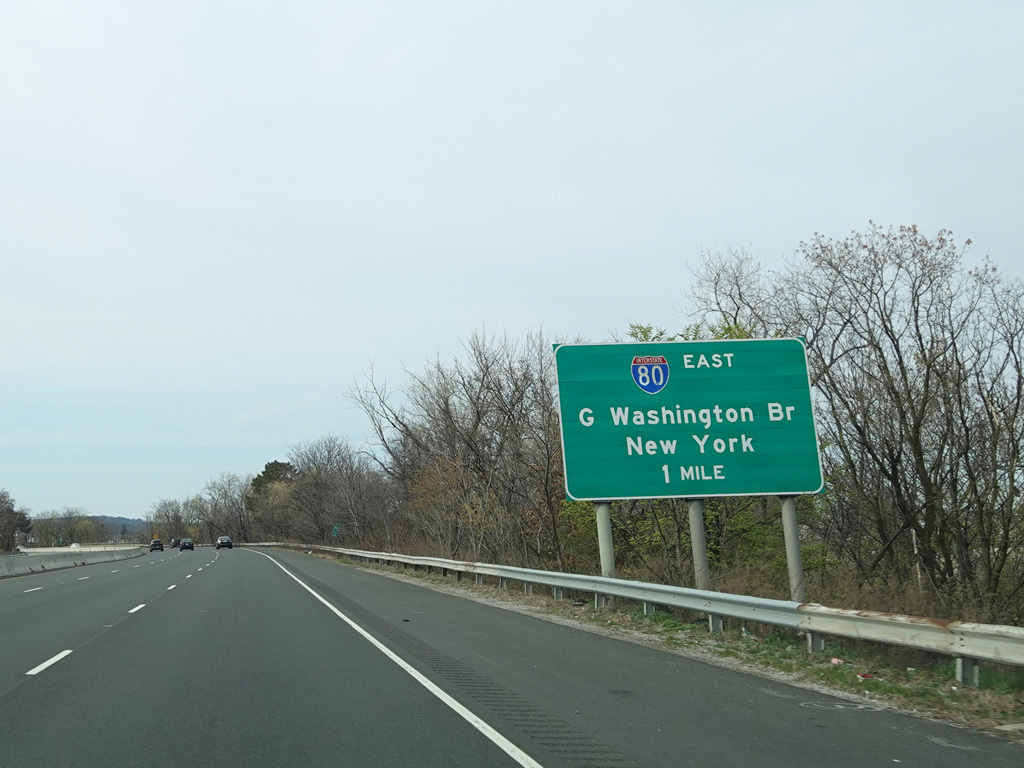 INTERSTATE
80 EAST
G Washington Br
New York
1 MILE